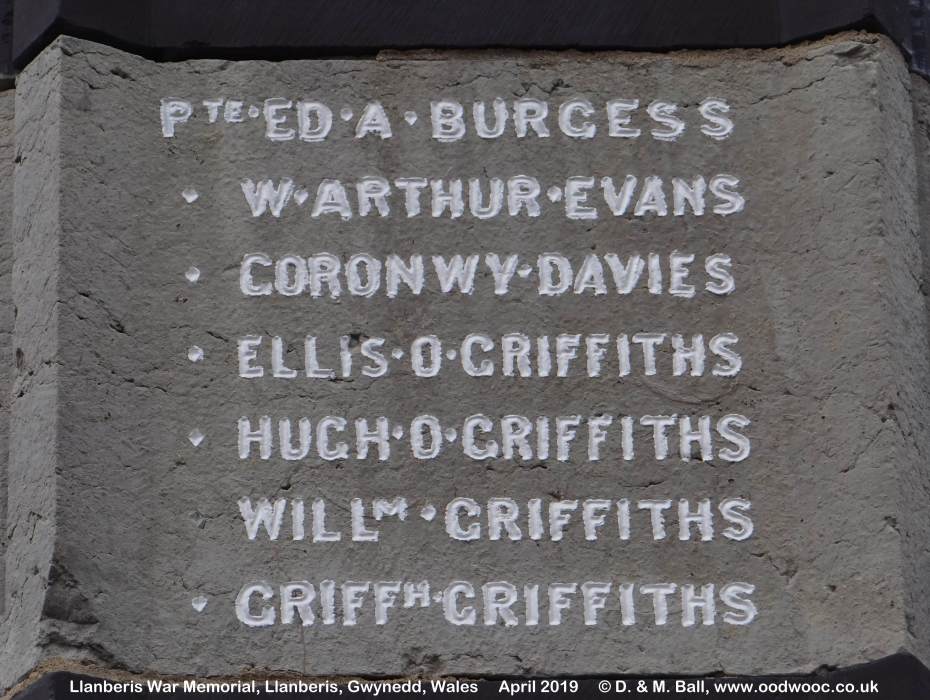 Pᵀᴱ·ED·A·BURGESS
· W·ARTHUR·EVANS
· CORONWY·DAVIES
· ELLIS·O·GRIFFITHS
· HUGH·O·GRIFFITHS
WILLᴹ·GRIFFITHS
· GRIFFᴴ·GRIFFITHS
Llanberis War Memorial, Llanberis, Gwynedd, Wales April 2019 © D. & M. Ball, www.oodwooc.co.uk